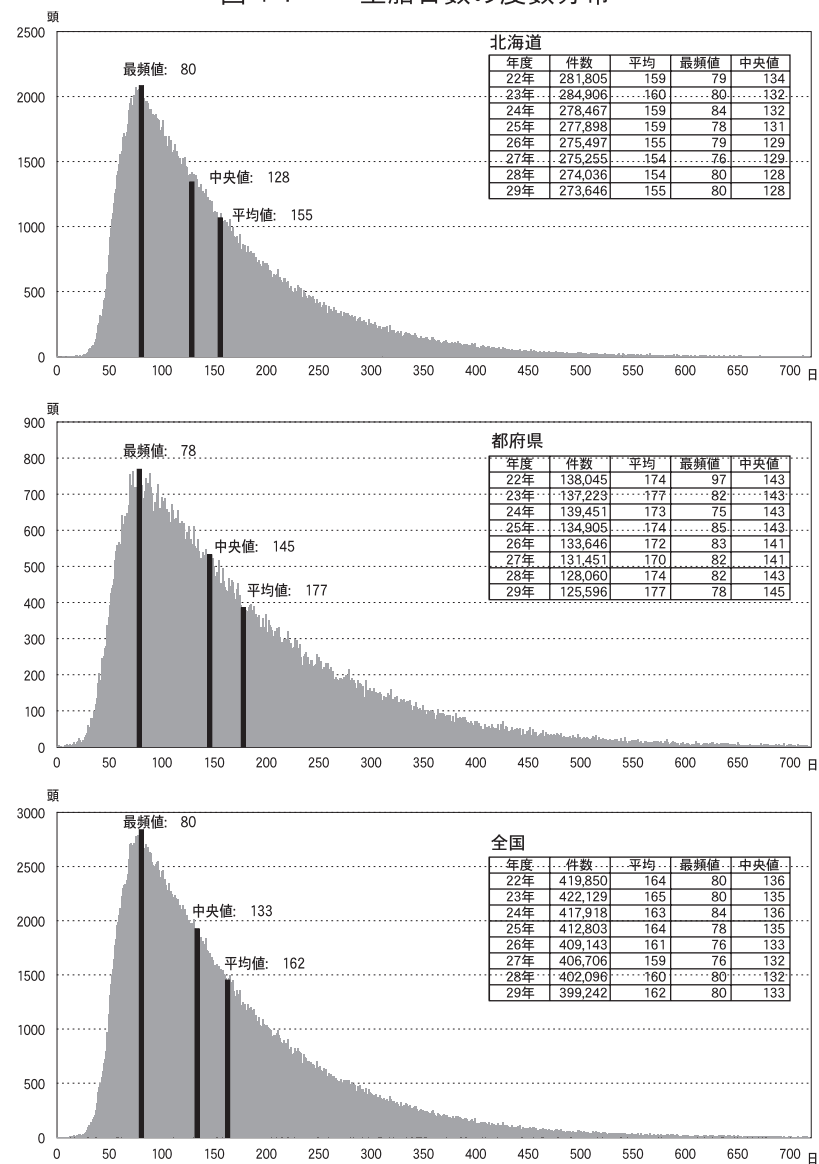 頭
北海道
年度 件数 平均 最頻値 中央値
22年 281,805 159 79 134
23年 284,906 160 80 132
24年 278,467 159 84 132
25年 277,898 159 78 131
26年 275,497 155 79 129
27年 275,255 154 76 129
28年 274,036 154 80 128
29年 273,646 155 80 128
最頻値: 80
中央値: 128
平均値: 155
2500
2000
1500
1000
500
0
0 50 100 150 200 250 300 350 400 450 500 550 600 650 700 日
頭
都府県
年度 件数 平均 最頻値 中央値
22年 138,045 174 97 143
23年 137,223 177 82 143
24年 139,451 173 75 143
25年 134,905 174 85 143
26年 133,646 172 83 141
27年 131,451 170 82 141
28年 128,060 174 82 143
29年 125,596 177 78 145
最頻値: 78
中央値: 145
平均値: 177
900
800
700
600
500
400
300
200
100
0
0 50 100 150 200 250 300 350 400 450 500 550 600 650 700 日
頭
全国
年度 件数 平均 最頻値 中央値
22年 419,850 164 80 136
23年 422,129 165 80 135
24年 417,918 163 84 136
25年 412,803 164 78 135
26年 409,143 161 76 133
27年 406,706 159 76 132
28年 402,096 160 80 132
29年 399,242 162 80 133
最頻値: 80
中央値: 133
平均値: 162
3000
2500
2000
1500
1000
500
0
0 50 100 150 200 250 300 350 400 450 500 550 600 650 700 日